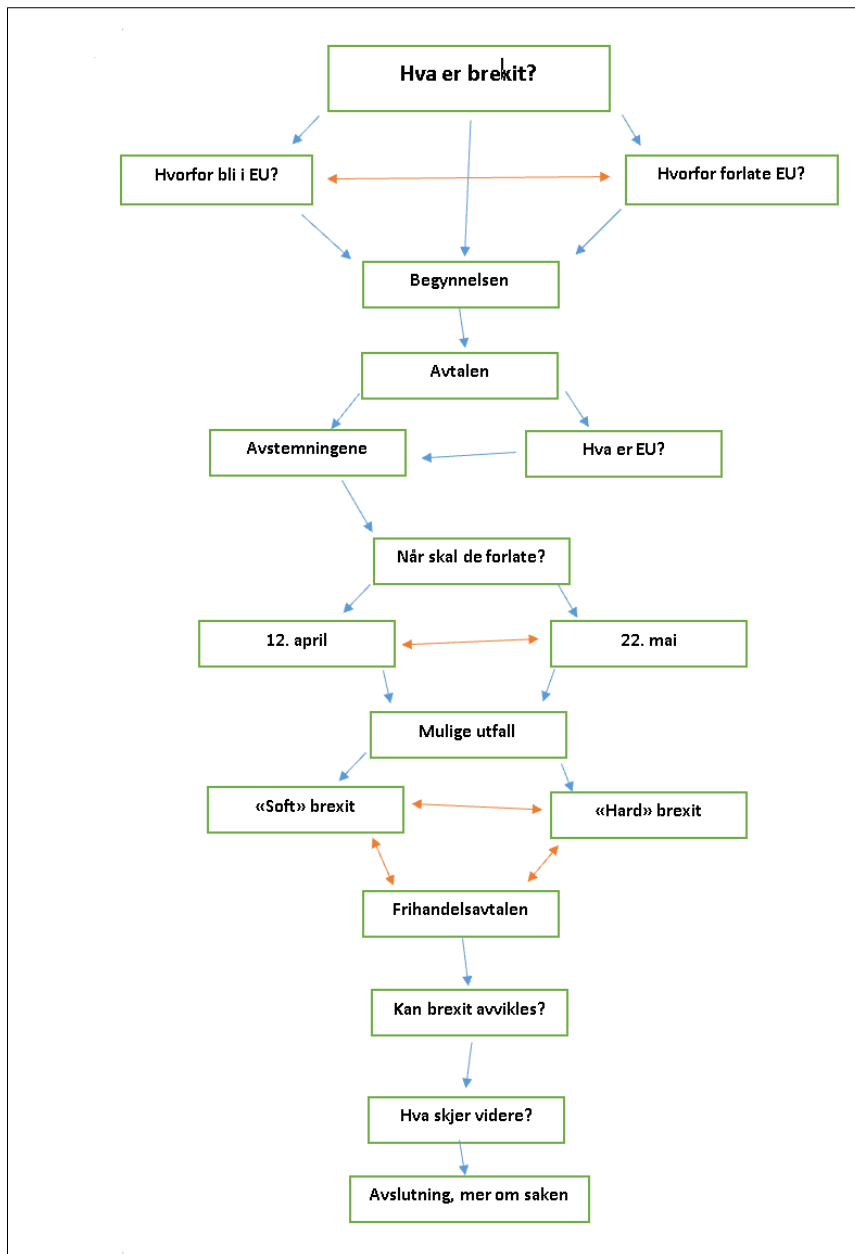 Hva er brexit?
Hvorfor bli i EU?
Hvorfor forlate EU?
Begynnelsen
Avtalen
Avstemningene
Hva er EU?
Når skal de forlate?
12. april
22. mai
Mulige utfall
«Soft» brexit
«Hard» brexit
Frihandelsavtalen
Kan brexit avvikles?
Hva skjer videre?
Avslutning, mer om saken